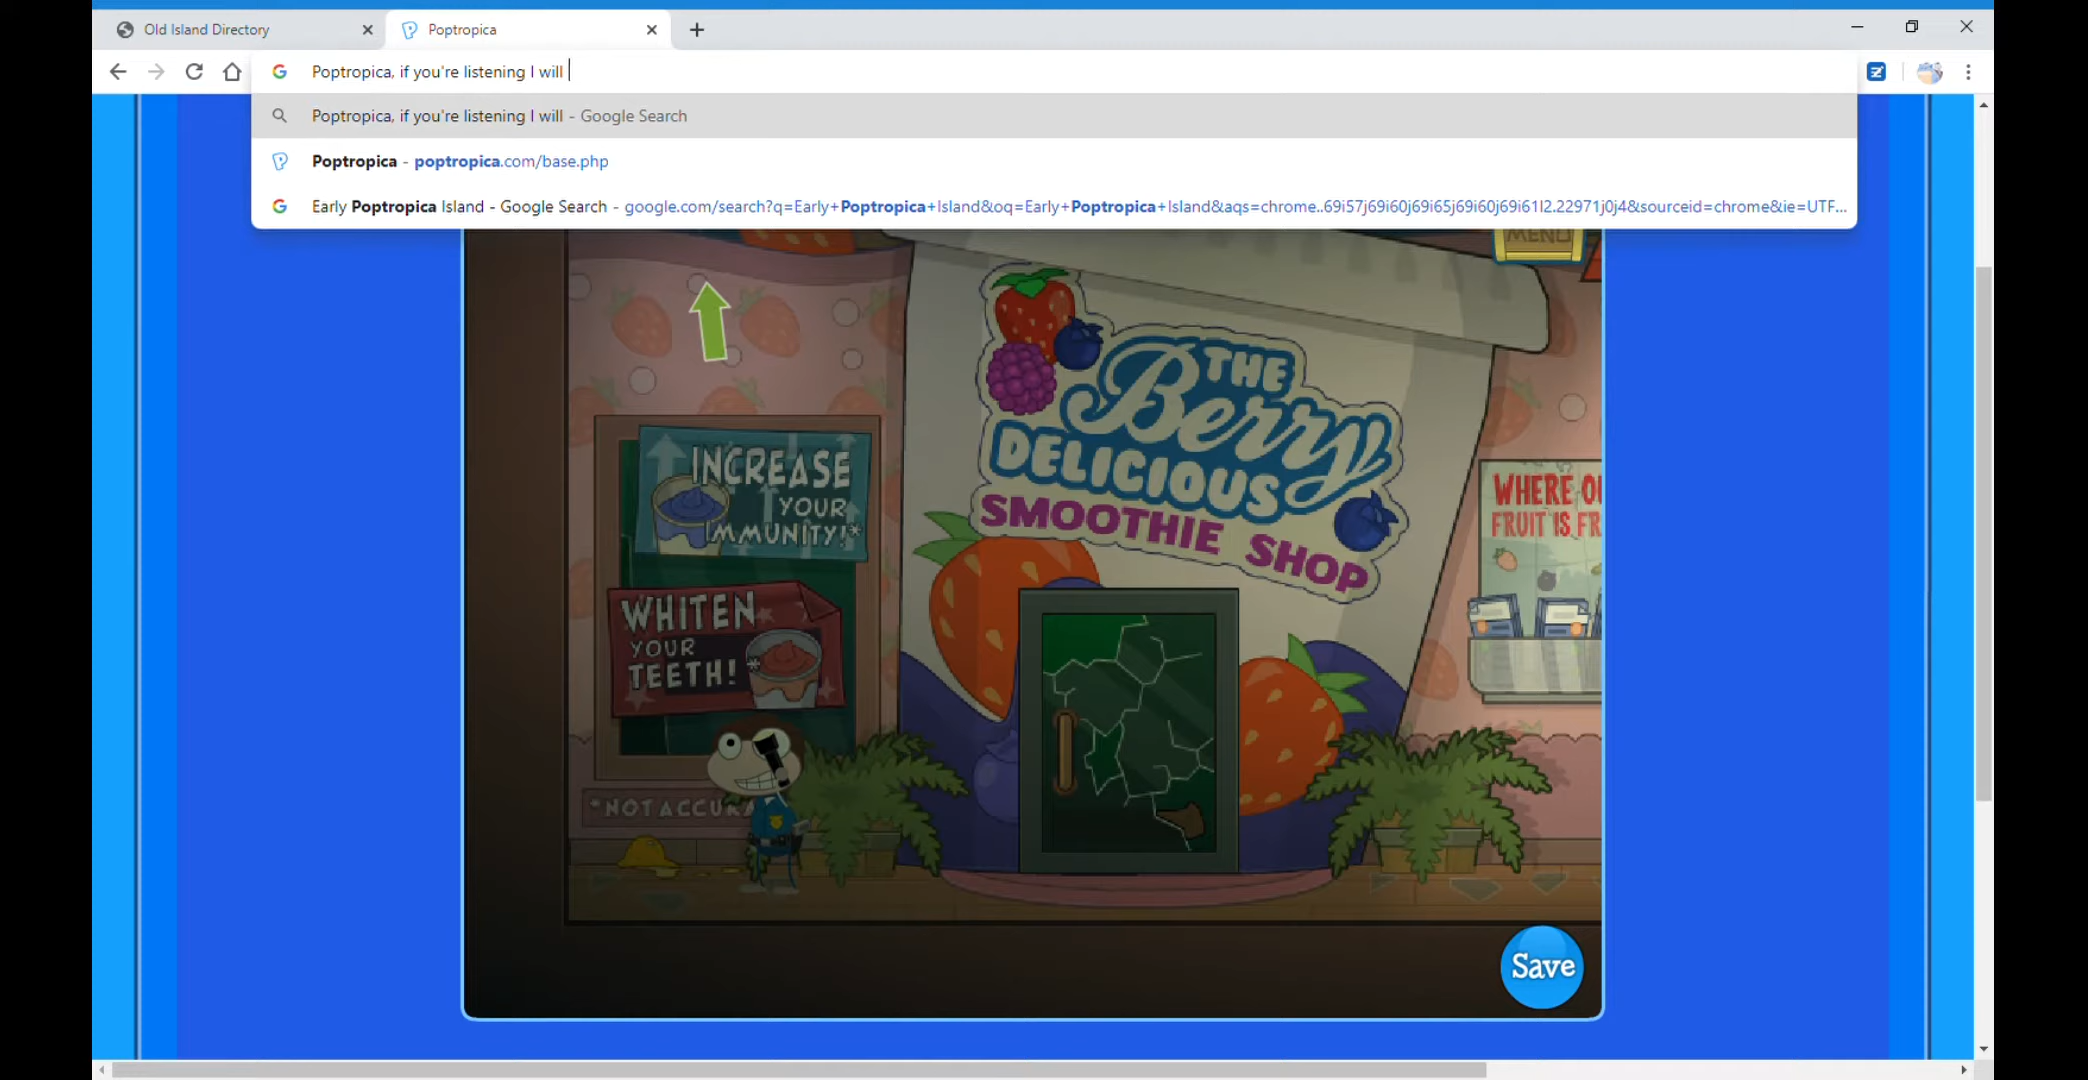 Old Island Directory
Poptropica
Poptropica, if you're listening I will
Poptropica, if you're listening I will - Google Search
Poptropica - poptropica.com/base.php
Early Poptropica Island - Google Search - google.com/search?q=Early+Poptropica+Island&oq=Early+Poptropica+Island&aqs=chrome..69i57j69i60j69i65j69i60j69i61l2.22971j0j4&sourceid=chrome&ie=UTF...
MENU
THE
Berry
DELICIOUS
SMOOTHIE SHOP
INCREASE
YOUR
IMMUNITY!*
WHITEN
YOUR
TEETH!*
*NOT ACCURA
WHERE OU
FRUIT IS FR
Save